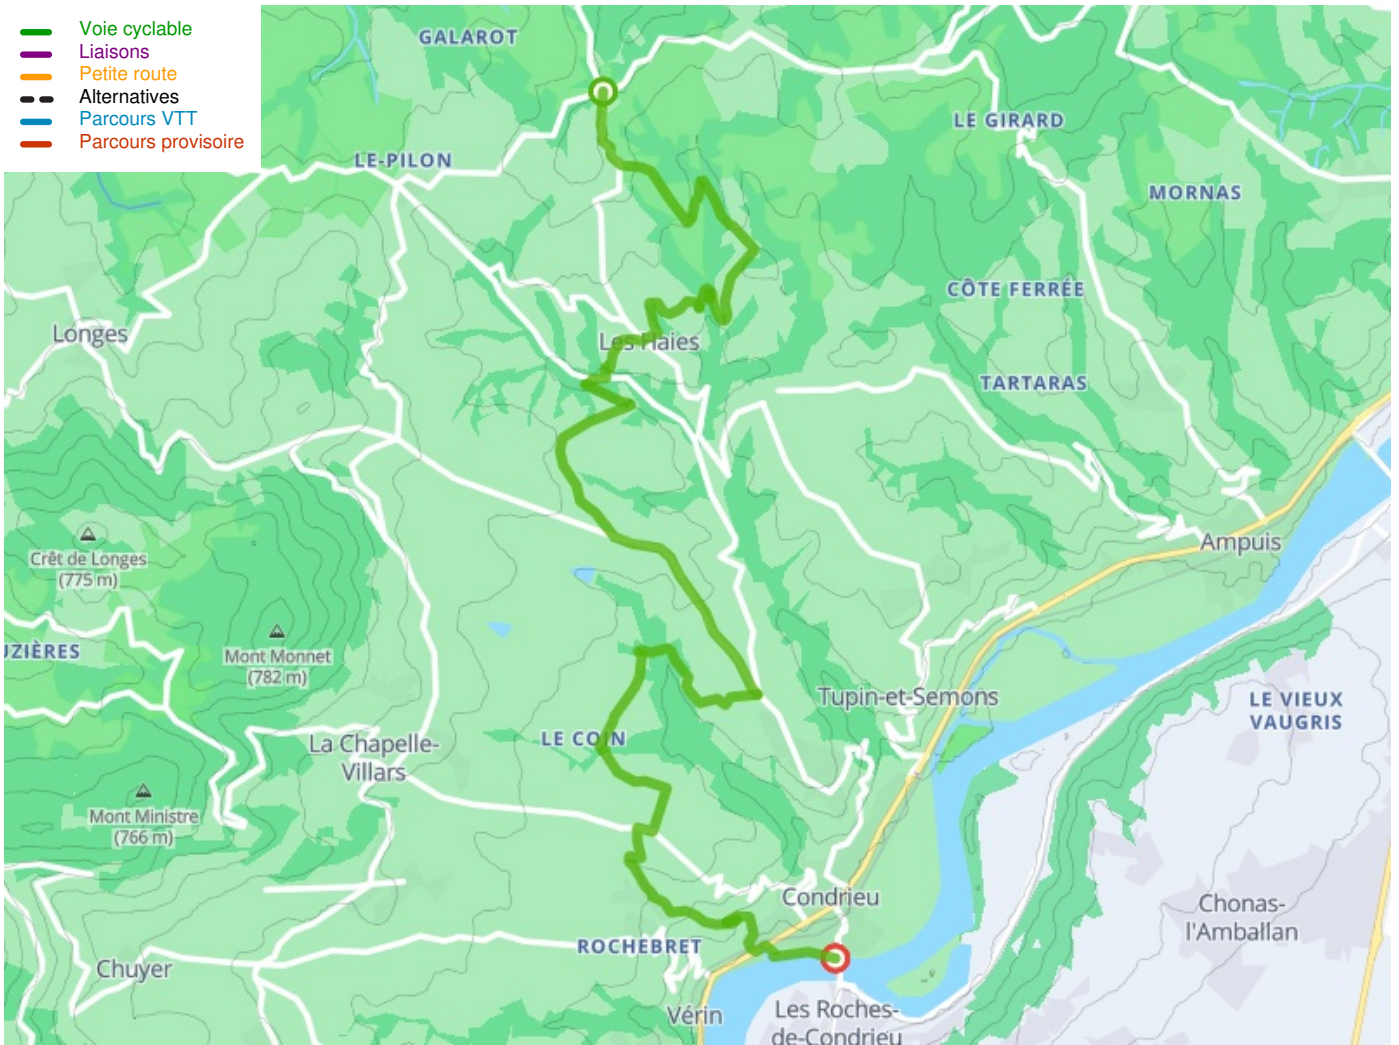 Voie cyclable
Liaisons
Petite route
Alternatives
Parcours VTT
Parcours provisoire
GALAROT
LE GIRARD
LE-PILON
MORNAS
CÔTE FERRÉE
Longes
Les Haies
TARTARAS
Ampuis
Crêt de Longes
(775 m)
UZIÈRES
Mont Monnet
(782 m)
Tupin-et-Semons
LE VIEUX
VAUGRIS
LE COIN
La Chapelle-
Villars
Mont Ministre
(766 m)
Condrieu
Chonas-
l'Amballan
ROCHEBRET
Chuyer
Vérin
Les Roches-
de-Condrieu